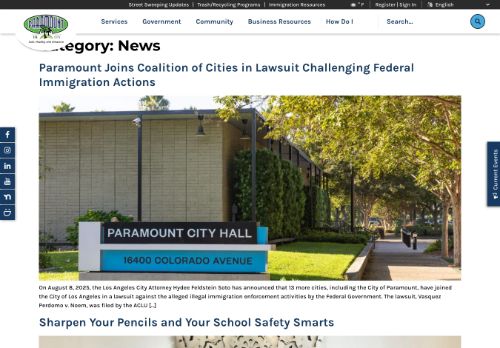 Street Sweeping Updates | Trash/Recycling Programs | Immigration Resources
° F | Register | Sign In
English
PARAMOUNT
Services Government Community Business Resources How Do I
Search...
Category: News
Paramount Joins Coalition of Cities in Lawsuit Challenging Federal
Immigration Actions
PARAMOUNT CITY HALL
16400 COLORADO AVENUE
Current Events
On August 8, 2025, the Los Angeles City Attorney Hydee Feldstein Soto has announced that 13 more cities, including the City of Paramount, have joined
the City of Los Angeles in a lawsuit against the alleged illegal immigration enforcement activities by the Federal Government. The lawsuit, Vasquez
Perdomo v. Noem, was filed by the ACLU [...]
Sharpen Your Pencils and Your School Safety Smarts